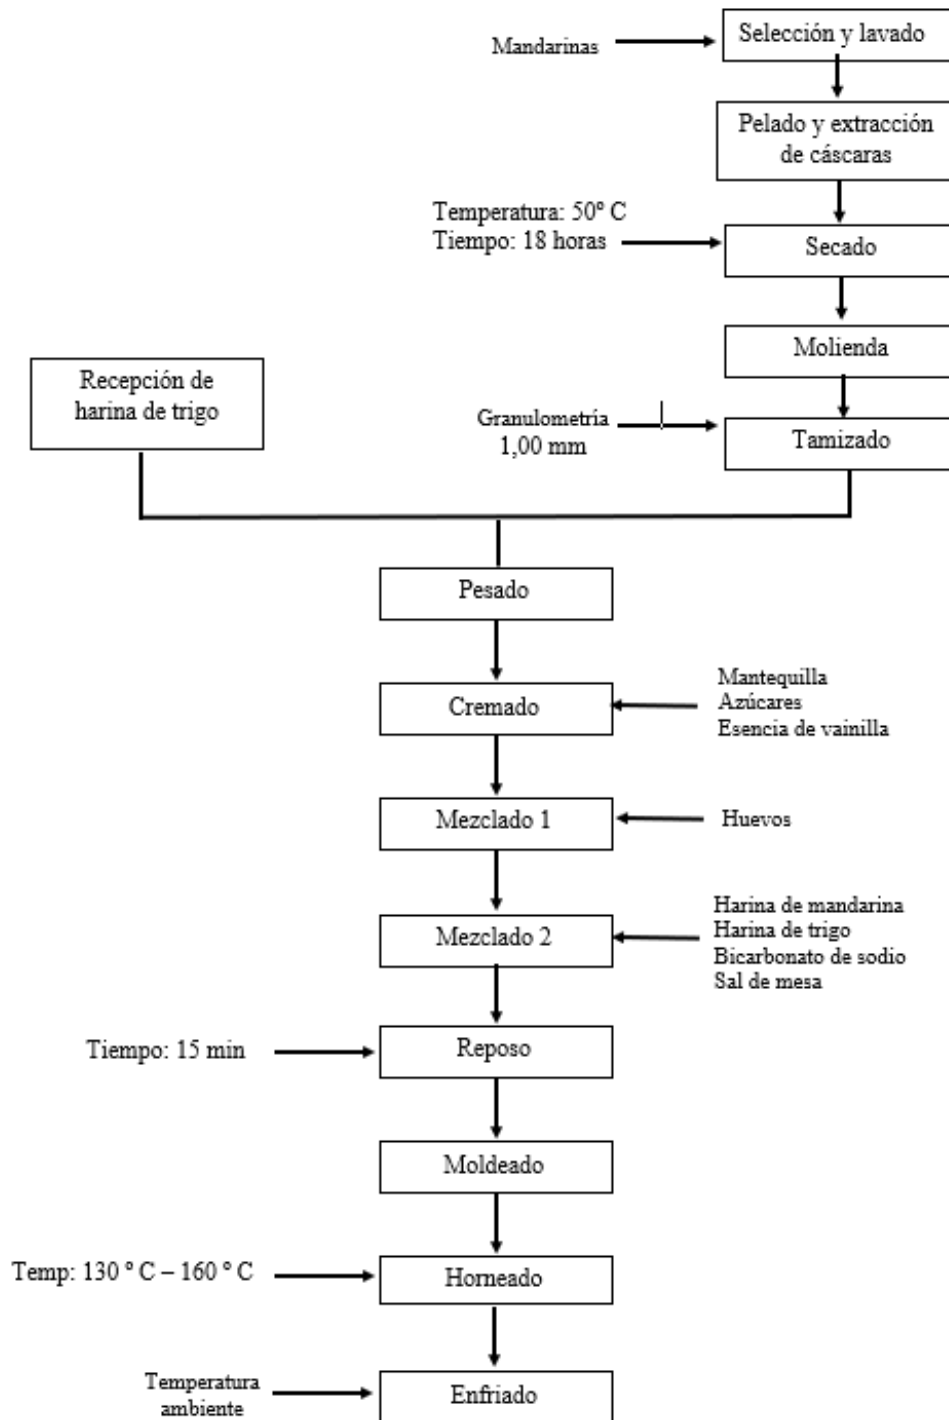 Mandarinas
Selección y lavado
Pelado y extracción
de cáscaras
Temperatura: 50º C
Tiempo: 18 horas
Secado
Molienda
Recepción de
harina de trigo
Granulometría
1,00 mm
Tamizado
Pesado
Cremado
Mantequilla
Azúcares
Esencia de vainilla
Mezclado 1
Huevos
Mezclado 2
Harina de mandarina
Harina de trigo
Bicarbonato de sodio
Sal de mesa
Tiempo: 15 min
Reposo
Moldeado
Temp: 130 º C – 160 º C
Horneado
Temperatura
ambiente
Enfriado